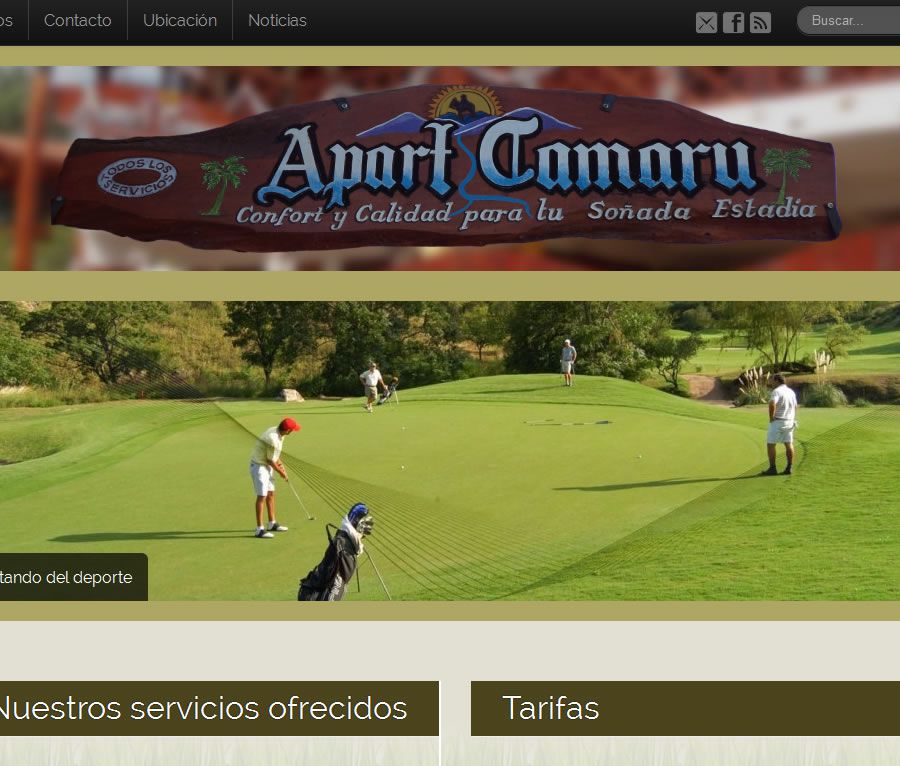 os Contacto Ubicación Noticias Buscar...
TODOS LOS
SERVICIOS
Apart Camaru
Confort y Calidad para tu Soñada Estadía
tando del deporte
Nuestros servicios ofrecidos
Tarifas